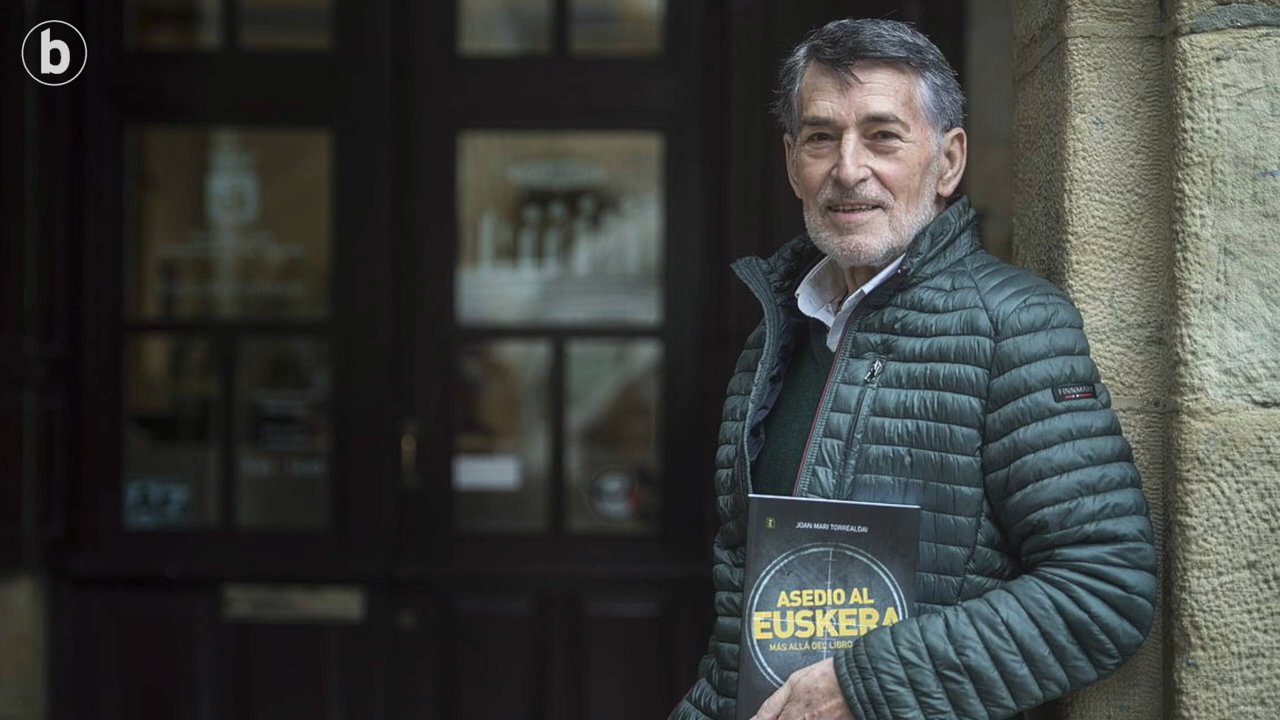 b
FINNMARK
JOAN MARI TORREALDAI
ASEDIO AL
EUSKERA
MÁS ALLÁ DEL LIBRO